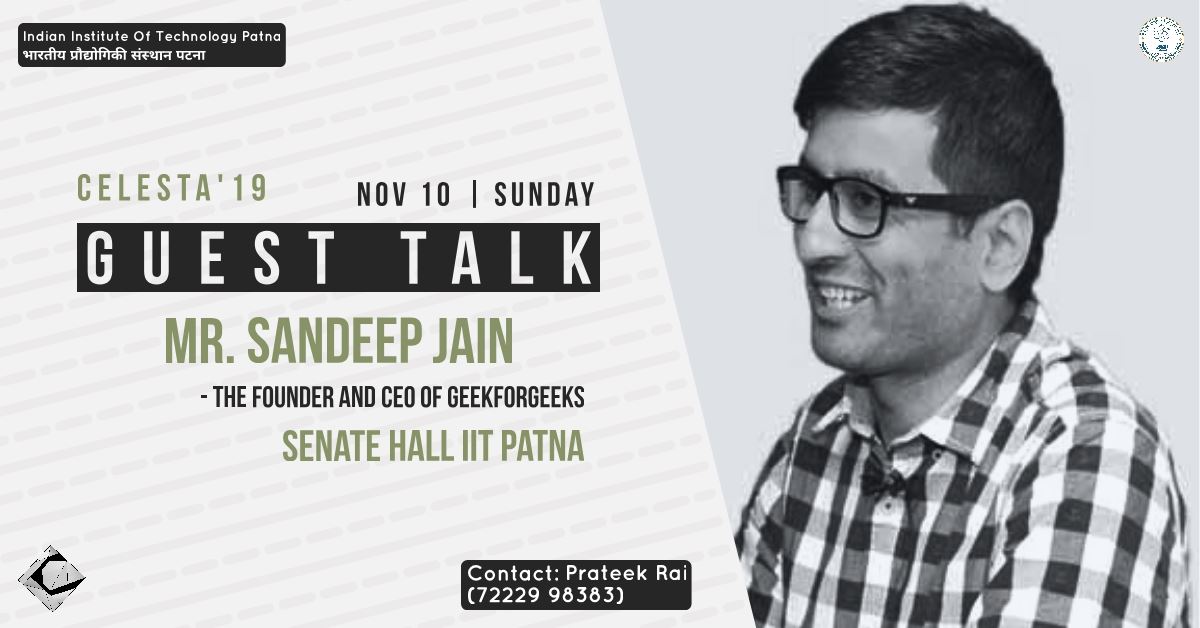 Indian Institute Of Technology Patna
भारतीय प्रौद्योगिकी संस्थान पटना
CELESTA'19
NOV 10 | SUNDAY
GUEST TALK
MR. SANDEEP JAIN
- THE FOUNDER AND CEO OF GEEKFORGEEKS
SENATE HALL IIT PATNA
Contact: Prateek Rai
(72229 98383)